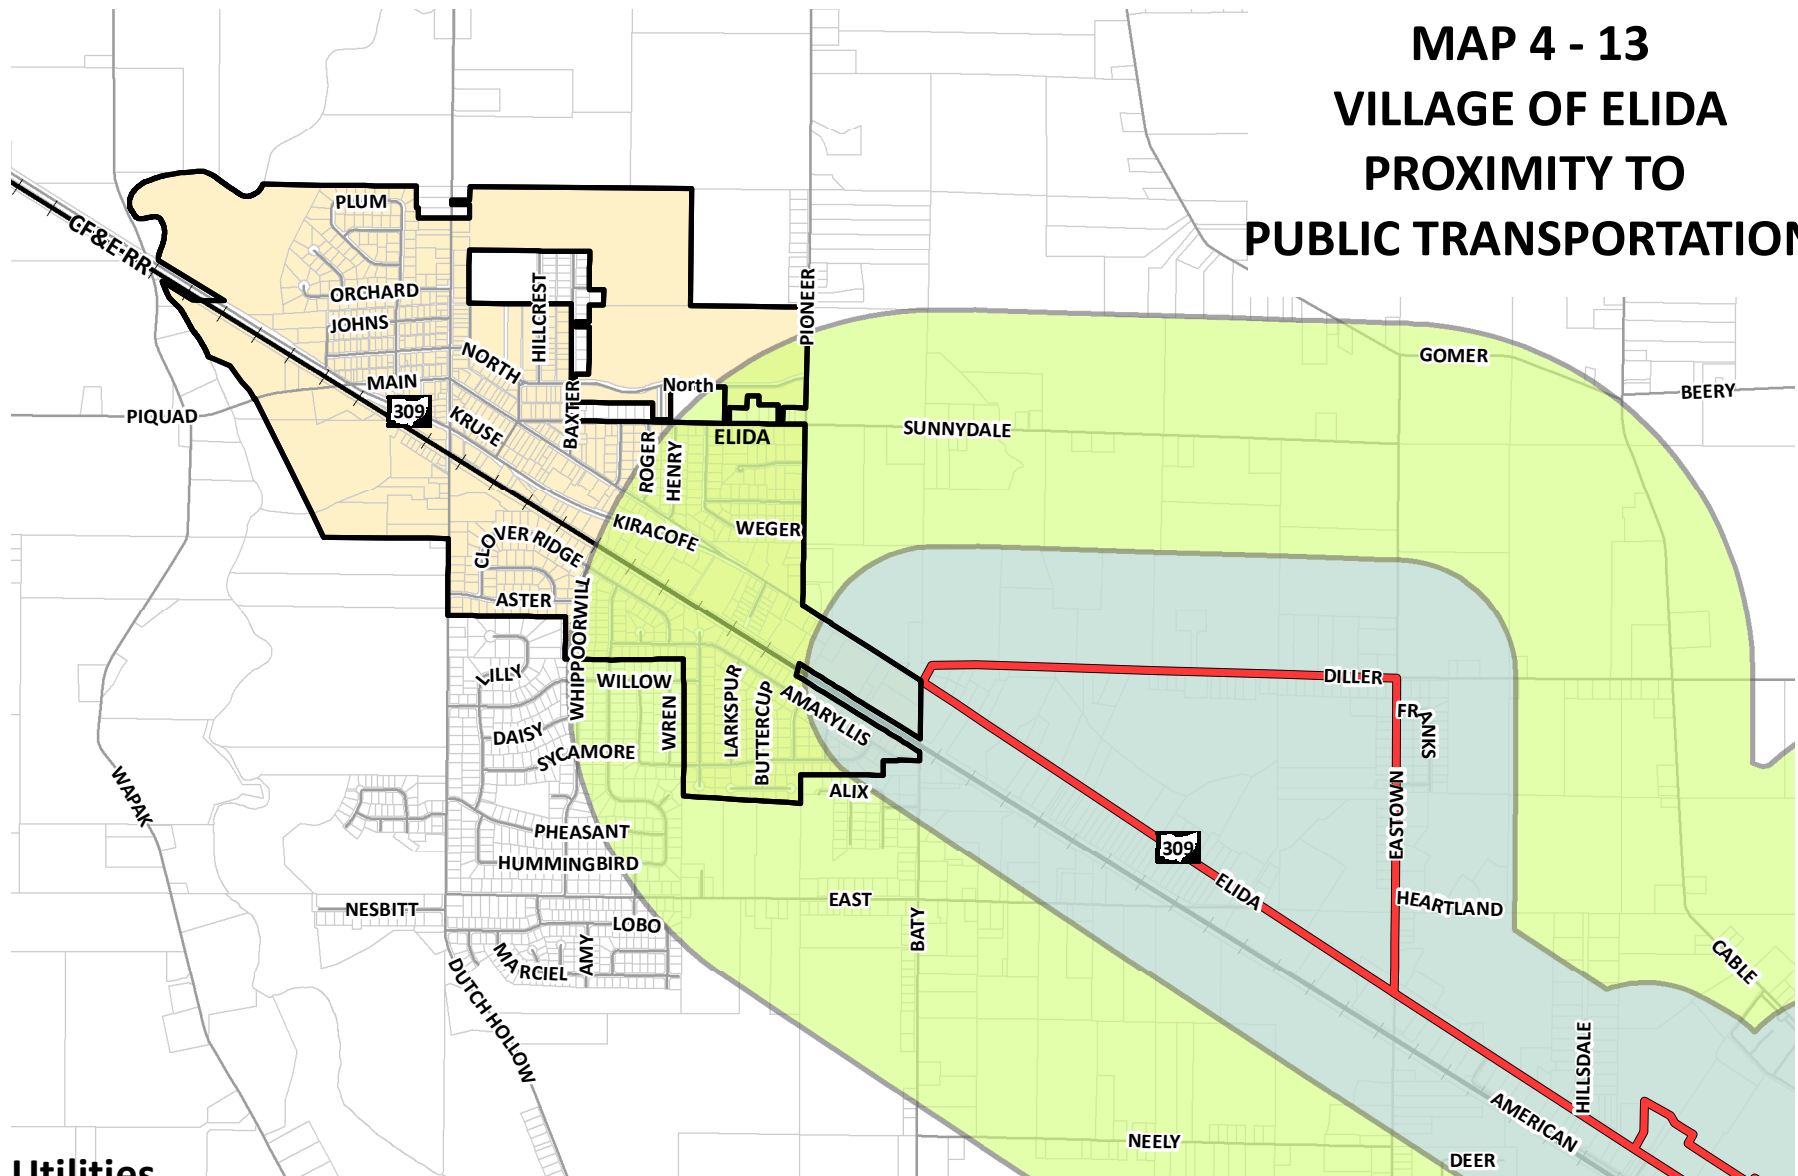 MAP 4 - 13
VILLAGE OF ELIDA
PROXIMITY TO
PUBLIC TRANSPORTATION
PLUM
CF&E RR
ORCHARD
HILLCREST
PIONEER
JOHNS
NORTH
GOMER
MAIN
North
BEERY
309
PIQUAD
KRUSE
BAXTER
ELIDA
SUNNYDALE
ROGER
HENRY
KIRACOFE
WEGER
CLOVER RIDGE
ASTER
WHIPPOORWILL
LILLY
WILLOW
DILLER
WREN
LARKSPUR
BUTTERCUP
AMARYLLIS
FR
ANS
DAISY
SYCAMORE
WAPAK
ALIX
EASTOWN
PHEASANT
309
HUMMINGBIRD
ELIDA
EAST
HEARTLAND
NESBITT
LOBO
BATY
MARCIEL
AMY
CABLE
DUTCH HOLLOW
HILLSDALE
AMERICAN
NEELY
DEER
Utilities